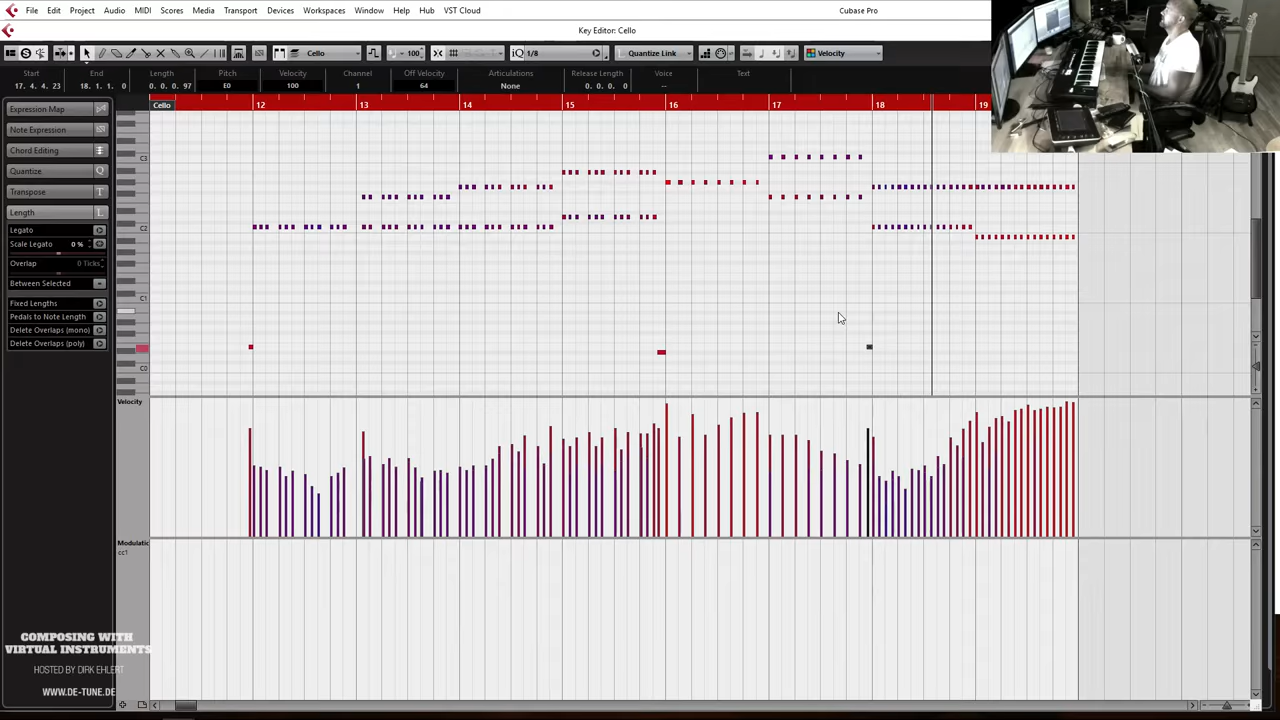 File Edit Project Audio MIDI Scores Media Transport Devices Workspaces Window Help Hub VST Cloud Cubase Pro
Key Editor: Cello
Cello 100 iQ 1/8 Quantize Link Velocity
Start End Length Pitch Velocity Channel Off Velocity Articulations Release Length Voice Text
17. 4. 4. 23 18. 1. 1. 0 0. 0. 0. 97 E0 100 1 64 None 0. 0. 0. 0 --
Cello 12 13 14 15 16 17 18 19
Expression Map
Note Expression
Chord Editing
Quantize
Transpose
Length
Legato
Scale Legato 0 %
Overlap 0 Ticks
Between Selected
Fixed Lengths
Pedals to Note Length
Delete Overlaps (mono)
Delete Overlaps (poly)
C3
C2
C1
C0
Velocity
Modulatic
cc1
COMPOSING WITH
VIRTUAL INSTRUMENTS
HOSTED BY DIRK EHLERT
WWW.DE-TUNE.DE